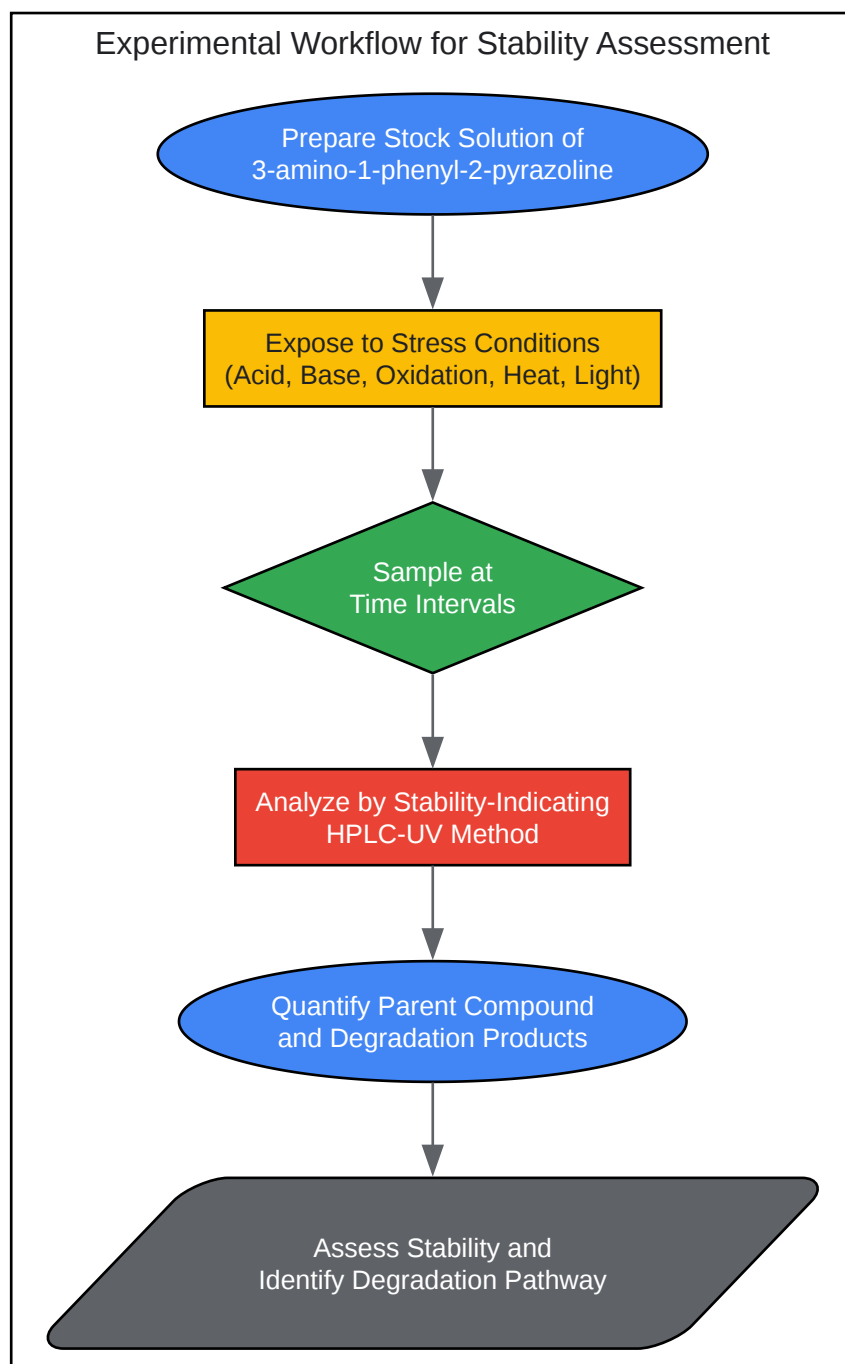 Experimental Workflow for Stability Assessment
Prepare Stock Solution of
3-amino-1-phenyl-2-pyrazoline
Expose to Stress Conditions
(Acid, Base, Oxidation, Heat, Light)
Sample at
Time Intervals
Analyze by Stability-Indicating
HPLC-UV Method
Quantify Parent Compound
and Degradation Products
Assess Stability and
Identify Degradation Pathway